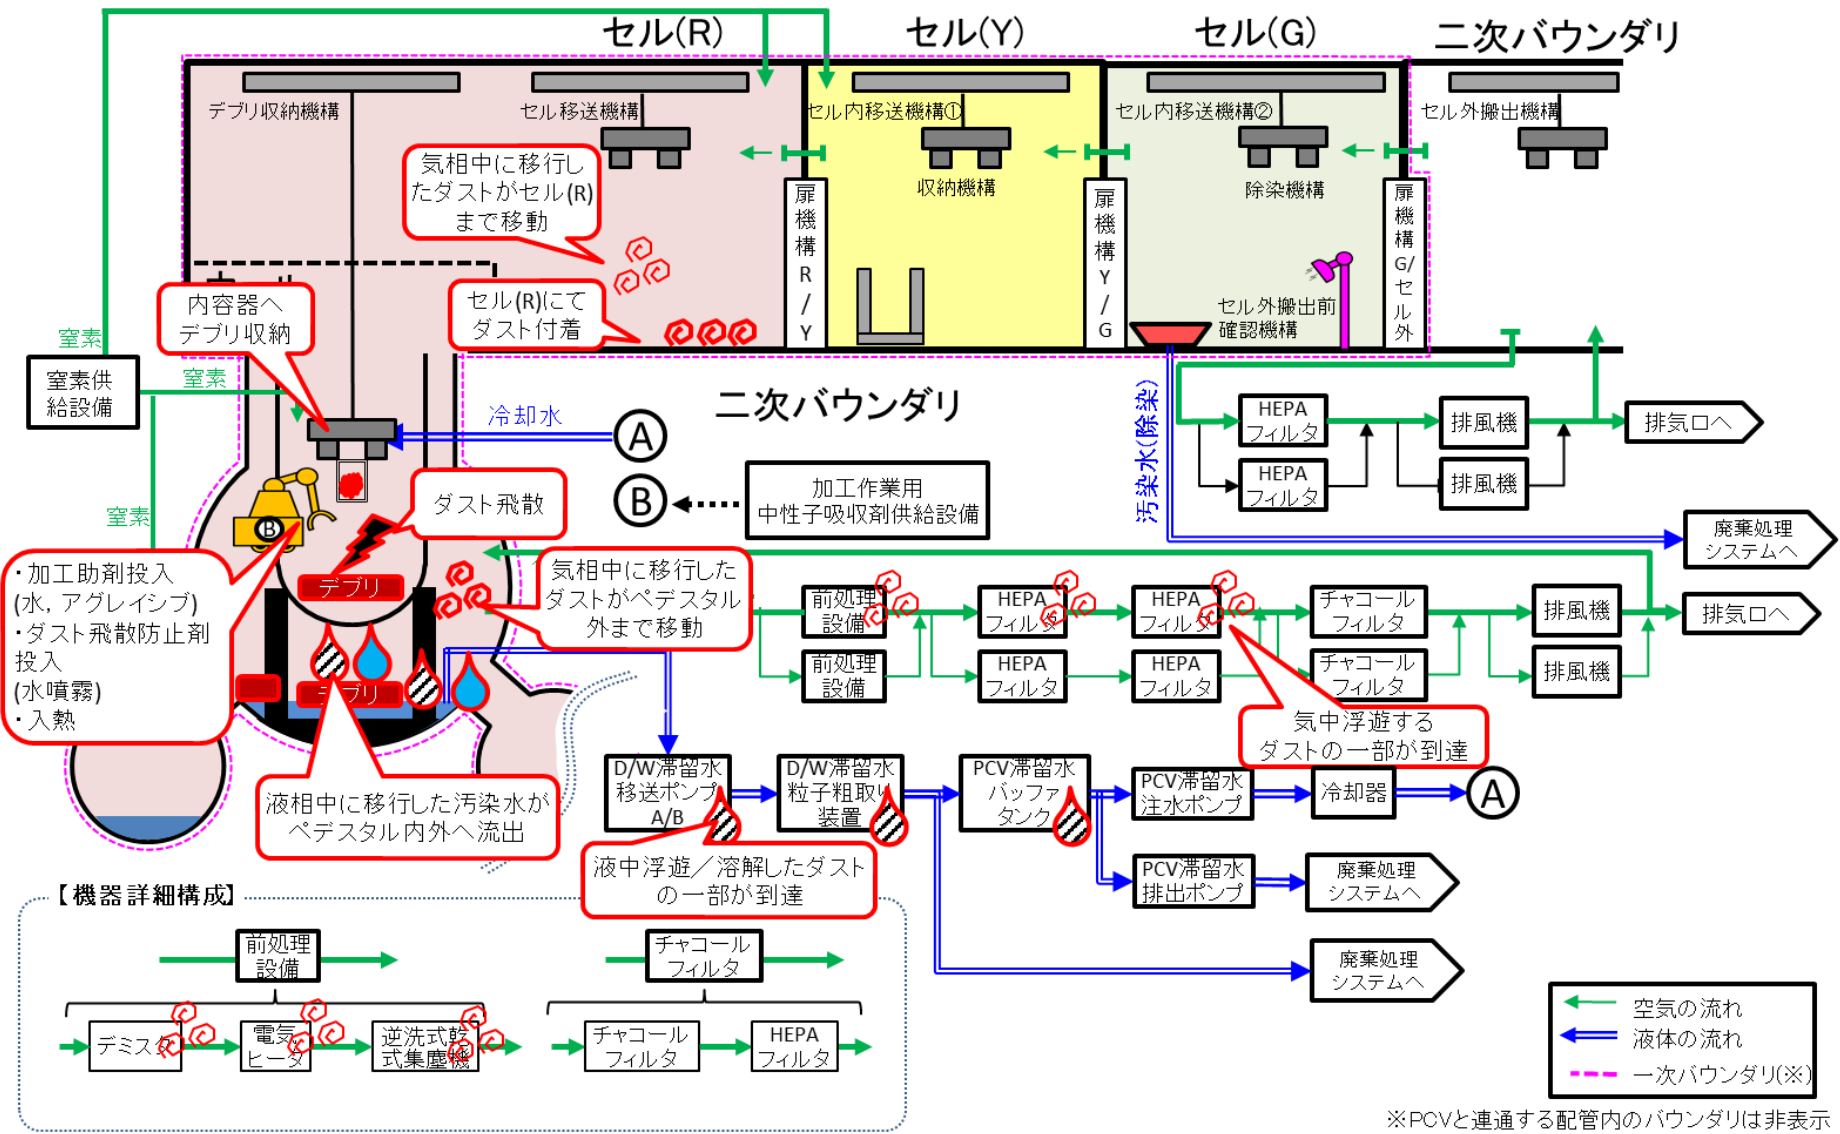 セル(R)
セル(Y)
セル(G)
二次バウンダリ
デブリ収納機構
セル移送機構
セル内移送機構①
セル内移送機構②
セル外搬出機構
気相中に移行し
たダストがセル(R)
まで移動
収納機構
除染機構
扉機構R/Y
扉機構Y/G
扉機構G/セル外
セル(R)にて
ダスト付着
セル外搬出前
確認機構
内容器へ
デブリ収納
窒素
窒素供
給設備
窒素
窒素
冷却水
A
二次バウンダリ
汚染水(除染)
HEPA
フィルタ
排風機
排気口へ
HEPA
フィルタ
排風機
B
加工作業用
中性子吸収剤供給設備
廃棄処理
システムへ
ダスト飛散
B
デブリ
・加工助剤投入
(水，アグレイシブ)
・ダスト飛散防止剤
投入
(水噴霧)
・入熱
気相中に移行した
ダストがペデスタル
外まで移動
前処理
設備
HEPA
フィルタ
HEPA
フィルタ
チャコール
フィルタ
排風機
排気口へ
前処理
設備
HEPA
フィルタ
HEPA
フィルタ
チャコール
フィルタ
排風機
デブリ
気中浮遊する
ダストの一部が到達
液相中に移行した汚染水が
ペデスタル内外へ流出
D/W滞留水
移送ポンプ
A/B
D/W滞留水
粒子粗取り
装置
PCV滞留水
バッファ
タンク
PCV滞留水
注水ポンプ
冷却器
A
液中浮遊／溶解したダスト
の一部が到達
PCV滞留水
排出ポンプ
廃棄処理
システムへ
廃棄処理
システムへ
【機器詳細構成】
前処理
設備
チャコール
フィルタ
デミスタ
電気
ヒータ
逆洗式乾
式集塵機
チャコール
フィルタ
HEPA
フィルタ
空気の流れ
液体の流れ
一次バウンダリ(※)
※PCVと連通する配管内のバウンダリは非表示